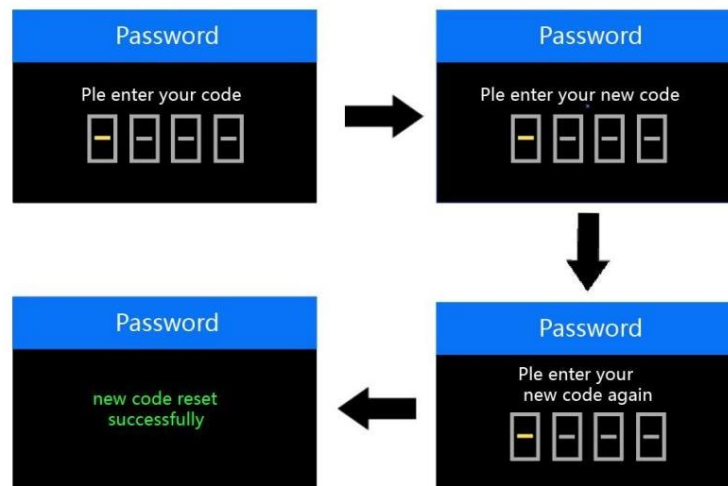 Password
Ple enter your code
Password
Ple enter your new code
Password
Ple enter your
new code again
Password
new code reset
successfully